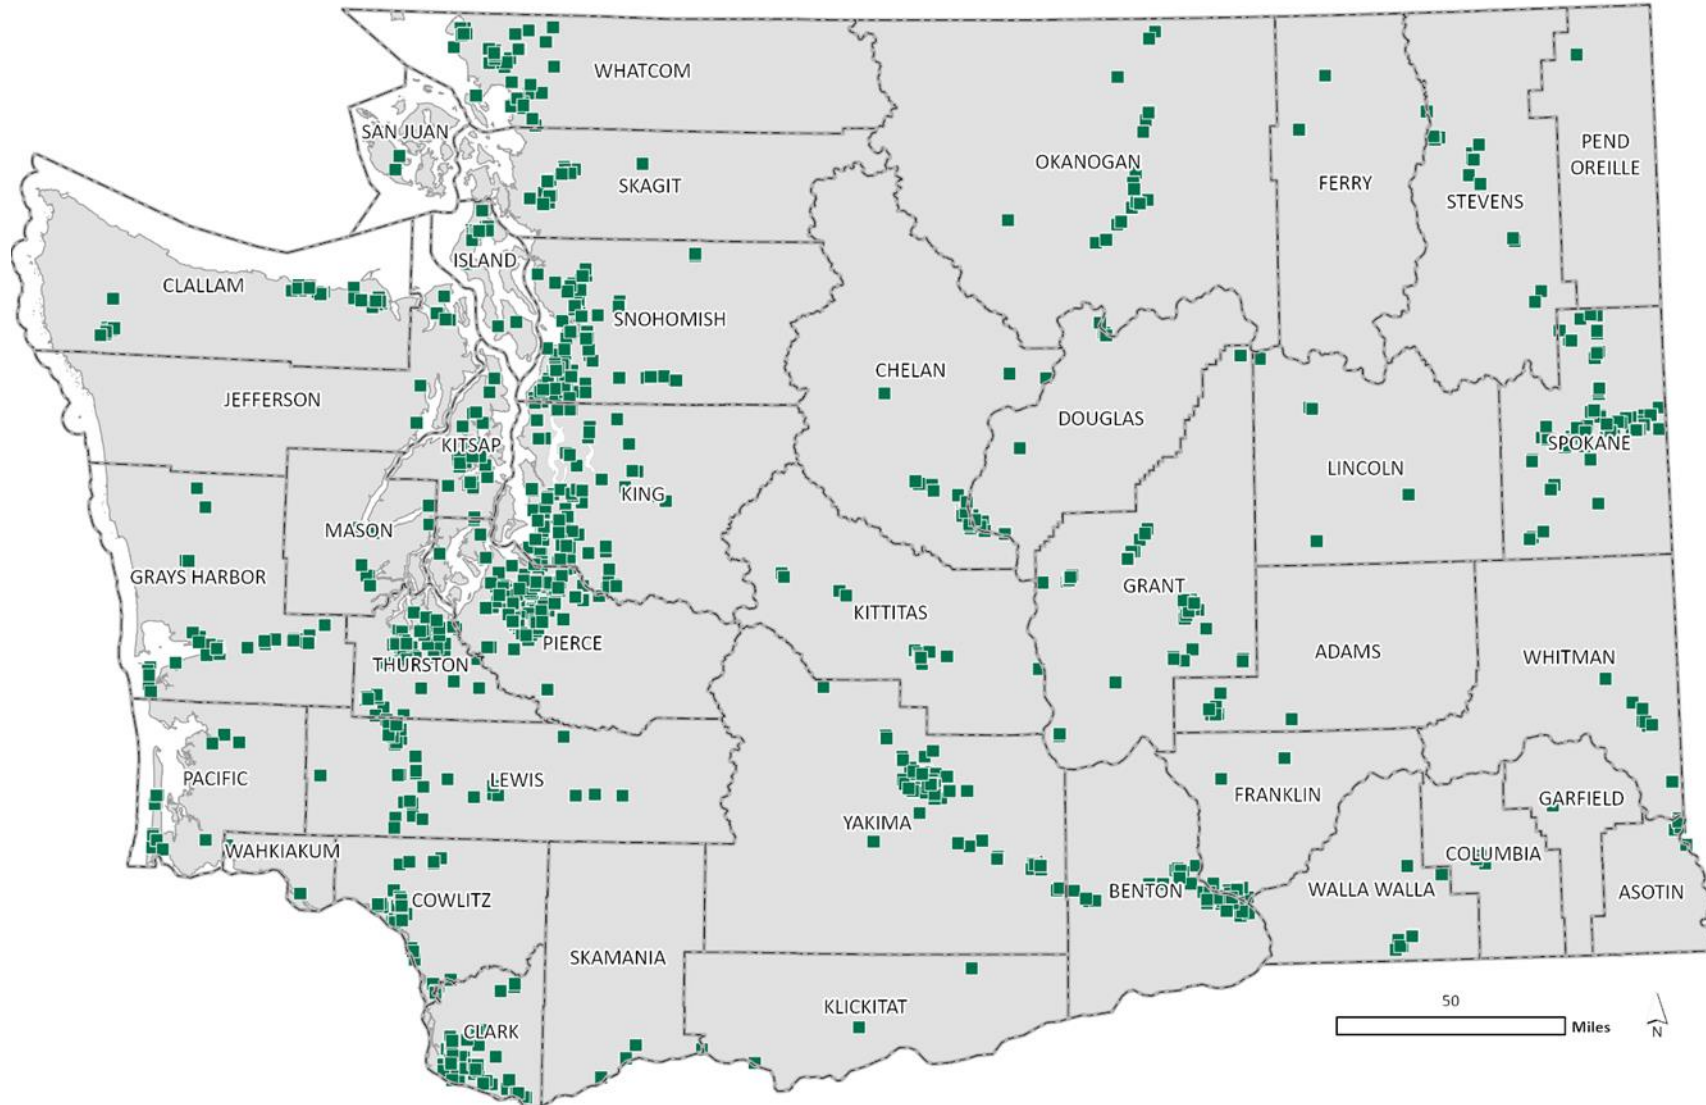 WHATCOM
SAN JUAN
SKAGIT
OKANOGAN
FERRY
PEND
OREILLE
STEVENS
ISLAND
CLALLAM
SNOHOMISH
CHELAN
DOUGLAS
JEFFERSON
KITSAP
KING
LINCOLN
SPOKANE
MASON
GRAYS HARBOR
GRANT
KITTITAS
PIERCE
THURSTON
ADAMS
WHITMAN
PACIFIC
LEWIS
YAKIMA
FRANKLIN
GARFIELD
WAHKIAKUM
COLUMBIA
COWLITZ
BENTON
WALLA WALLA
ASOTIN
SKAMANIA
KLICKITAT
CLARK
50
Miles
N